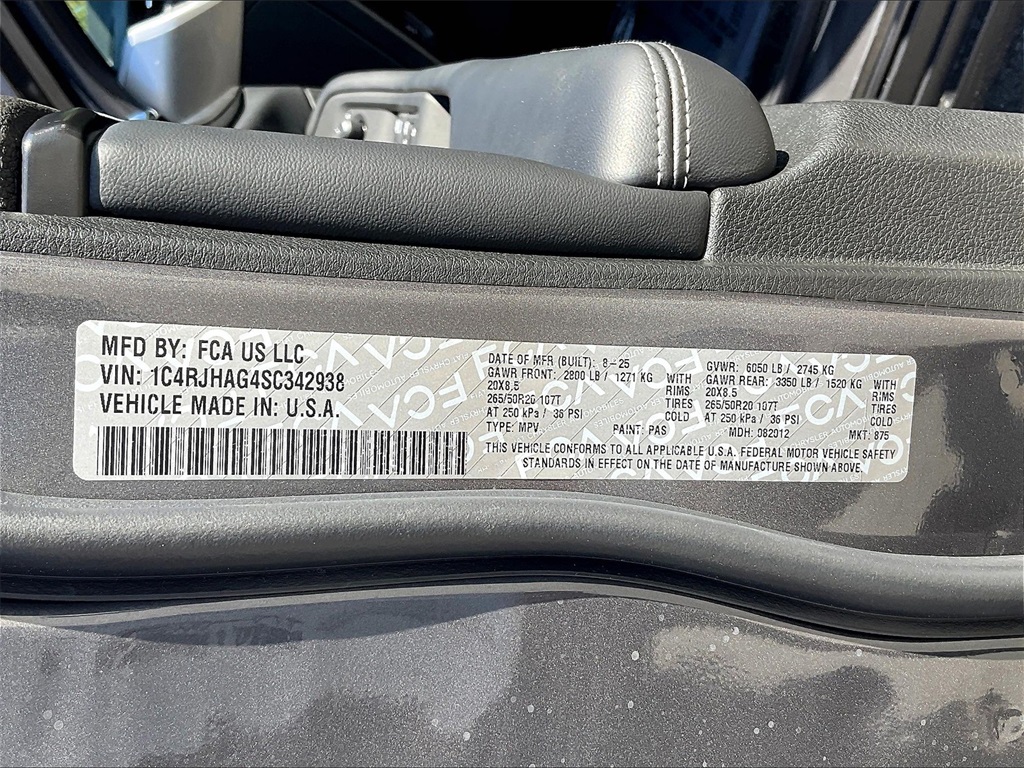 MFD BY: FCA US LLC
VIN: 1C4RJHAG4SC342938
VEHICLE MADE IN: U.S.A.
DATE OF MFR (BUILT): 8-25
GAWR FRONT: 2800 LB / 1271 KG WITH
20X8.5 RIMS
265/50R20 107T TIRES
AT 250 kPa / 36 PSI COLD
TYPE: MPV PAINT: PAS
GVWR: 6050 LB / 2745 KG
GAWR REAR: 3350 LB / 1520 KG WITH
20X8.5 RIMS
265/50R20 107T TIRES
AT 250 kPa / 36 PSI COLD
MDH: 082012 MKT: 875
THIS VEHICLE CONFORMS TO ALL APPLICABLE U.S.A. FEDERAL MOTOR VEHICLE SAFETY
STANDARDS IN EFFECT ON THE DATE OF MANUFACTURE SHOWN ABOVE.